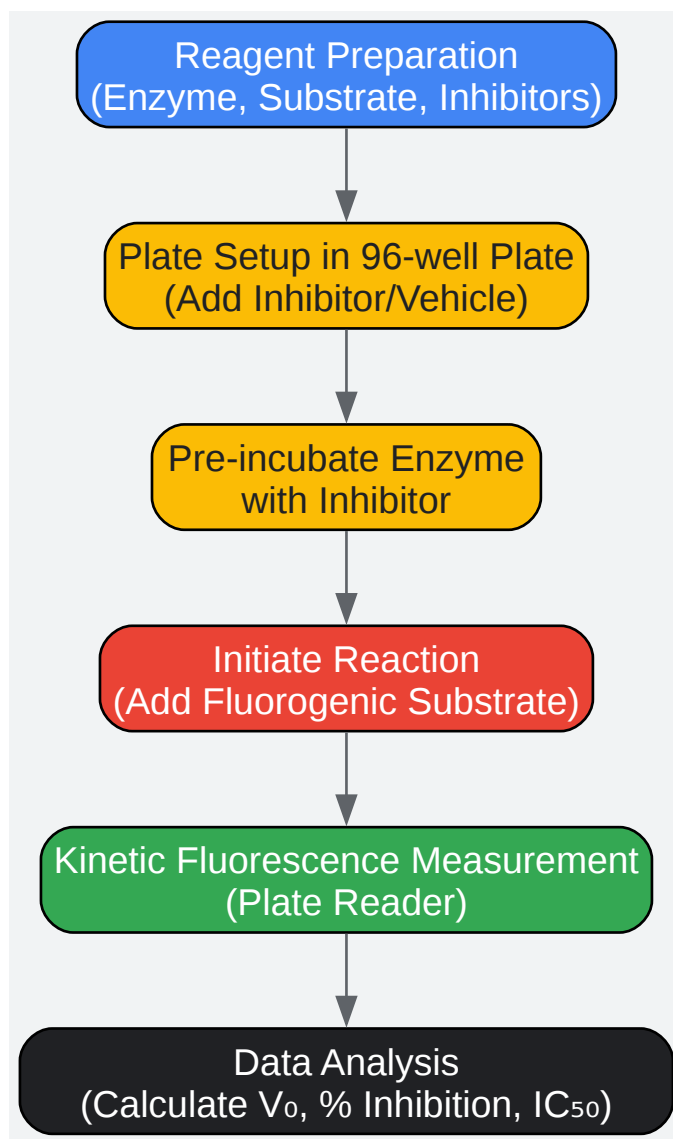 Reagent Preparation
(Enzyme, Substrate, Inhibitors)
Plate Setup in 96-well Plate
(Add Inhibitor/Vehicle)
Pre-incubate Enzyme
with Inhibitor
Initiate Reaction
(Add Fluorogenic Substrate)
Kinetic Fluorescence Measurement
(Plate Reader)
Data Analysis
(Calculate V₀, % Inhibition, IC₅₀)